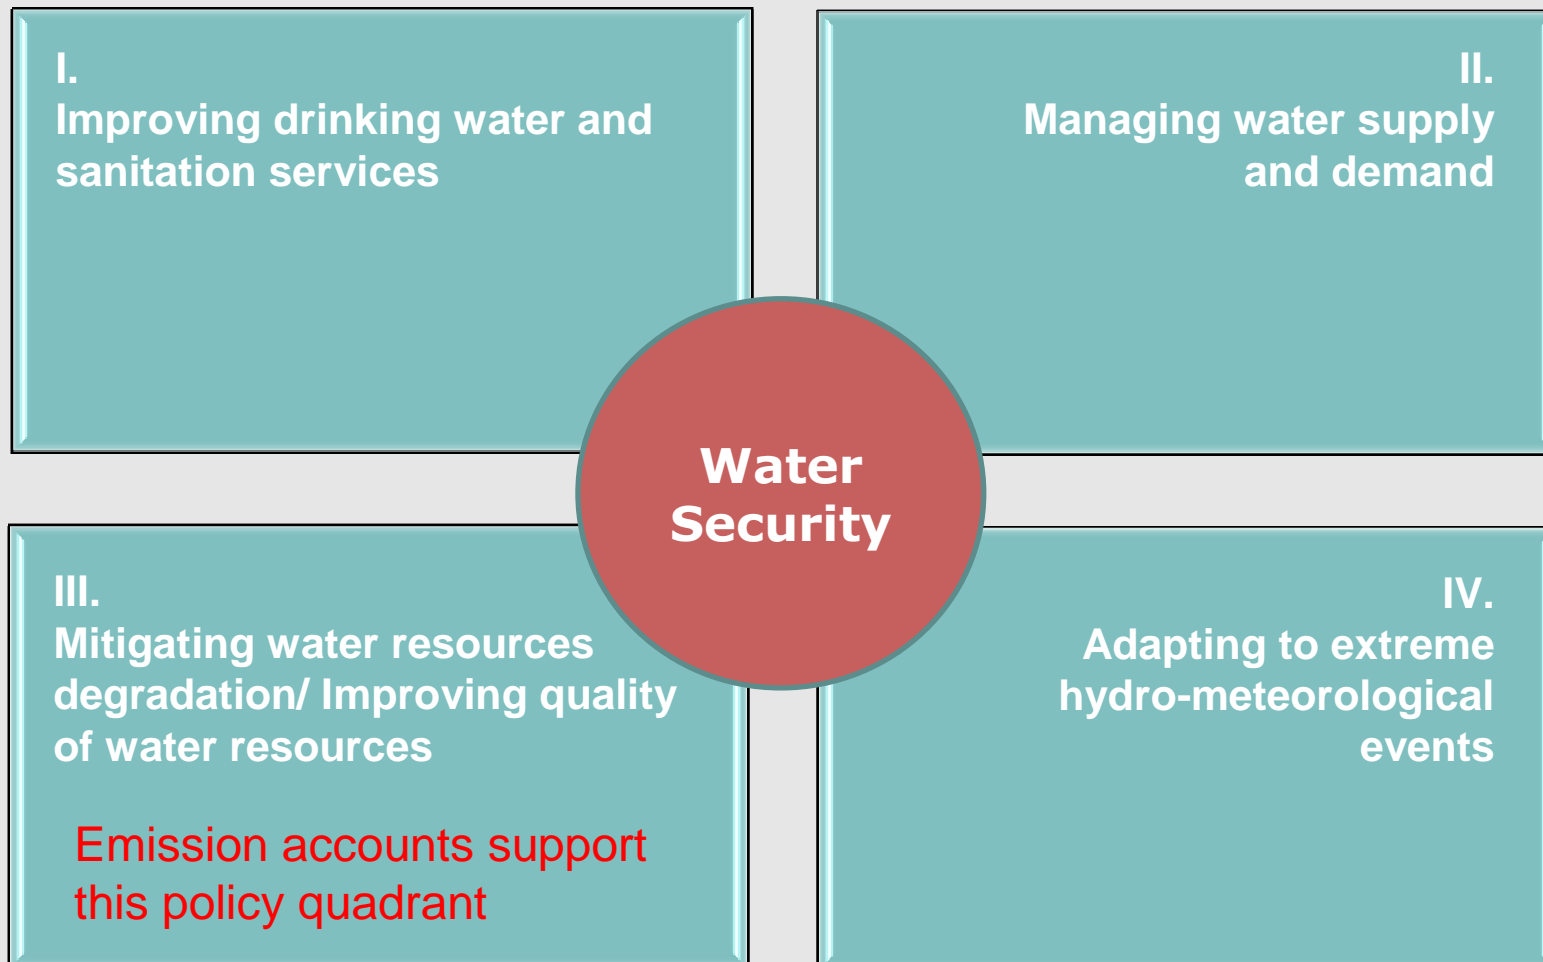 I.
Improving drinking water and
sanitation services
II.
Managing water supply
and demand
Water
Security
III.
Mitigating water resources
degradation/ Improving quality
of water resources
Emission accounts support
this policy quadrant
IV.
Adapting to extreme
hydro-meteorological
events